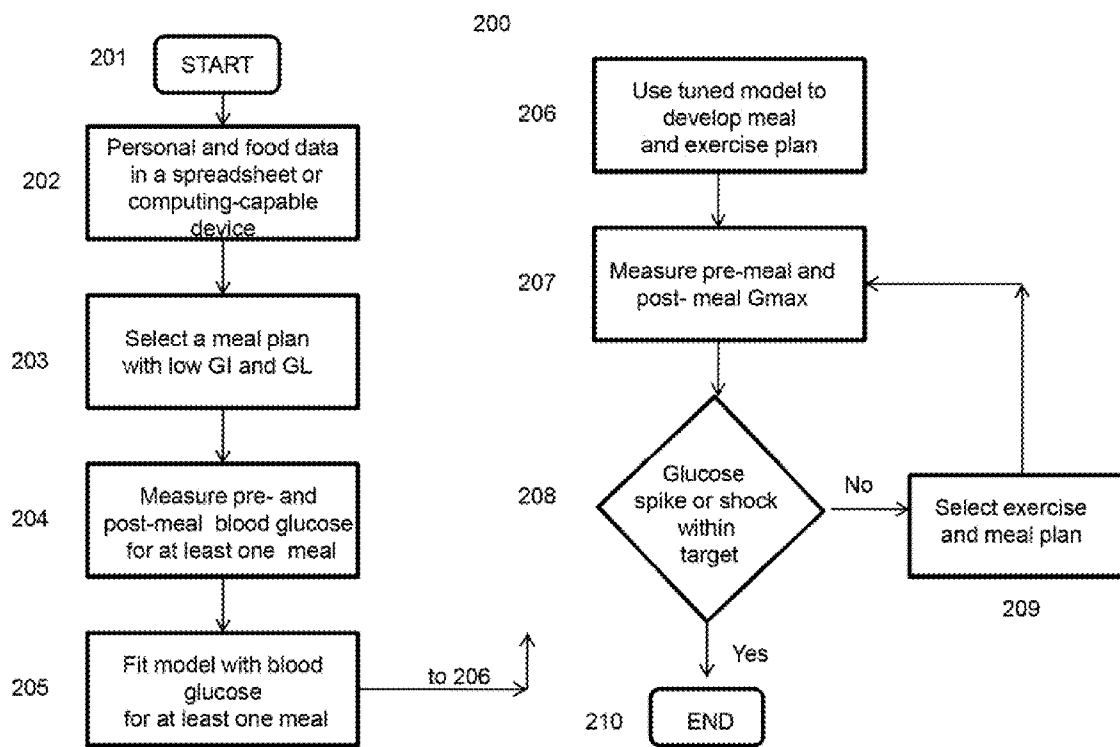 200
201
START
202
Personal and food data
in a spreadsheet or
computing-capable
device
203
Select a meal plan
with low GI and GL
204
Measure pre- and
post-meal blood glucose
for at least one meal
205
Fit model with blood
glucose
for at least one meal
to 206
206
Use tuned model to
develop meal
and exercise plan
207
Measure pre-meal and
post- meal Gmax
208
Glucose
spike or shock
within
target
No
Select exercise
and meal plan
209
Yes
210
END